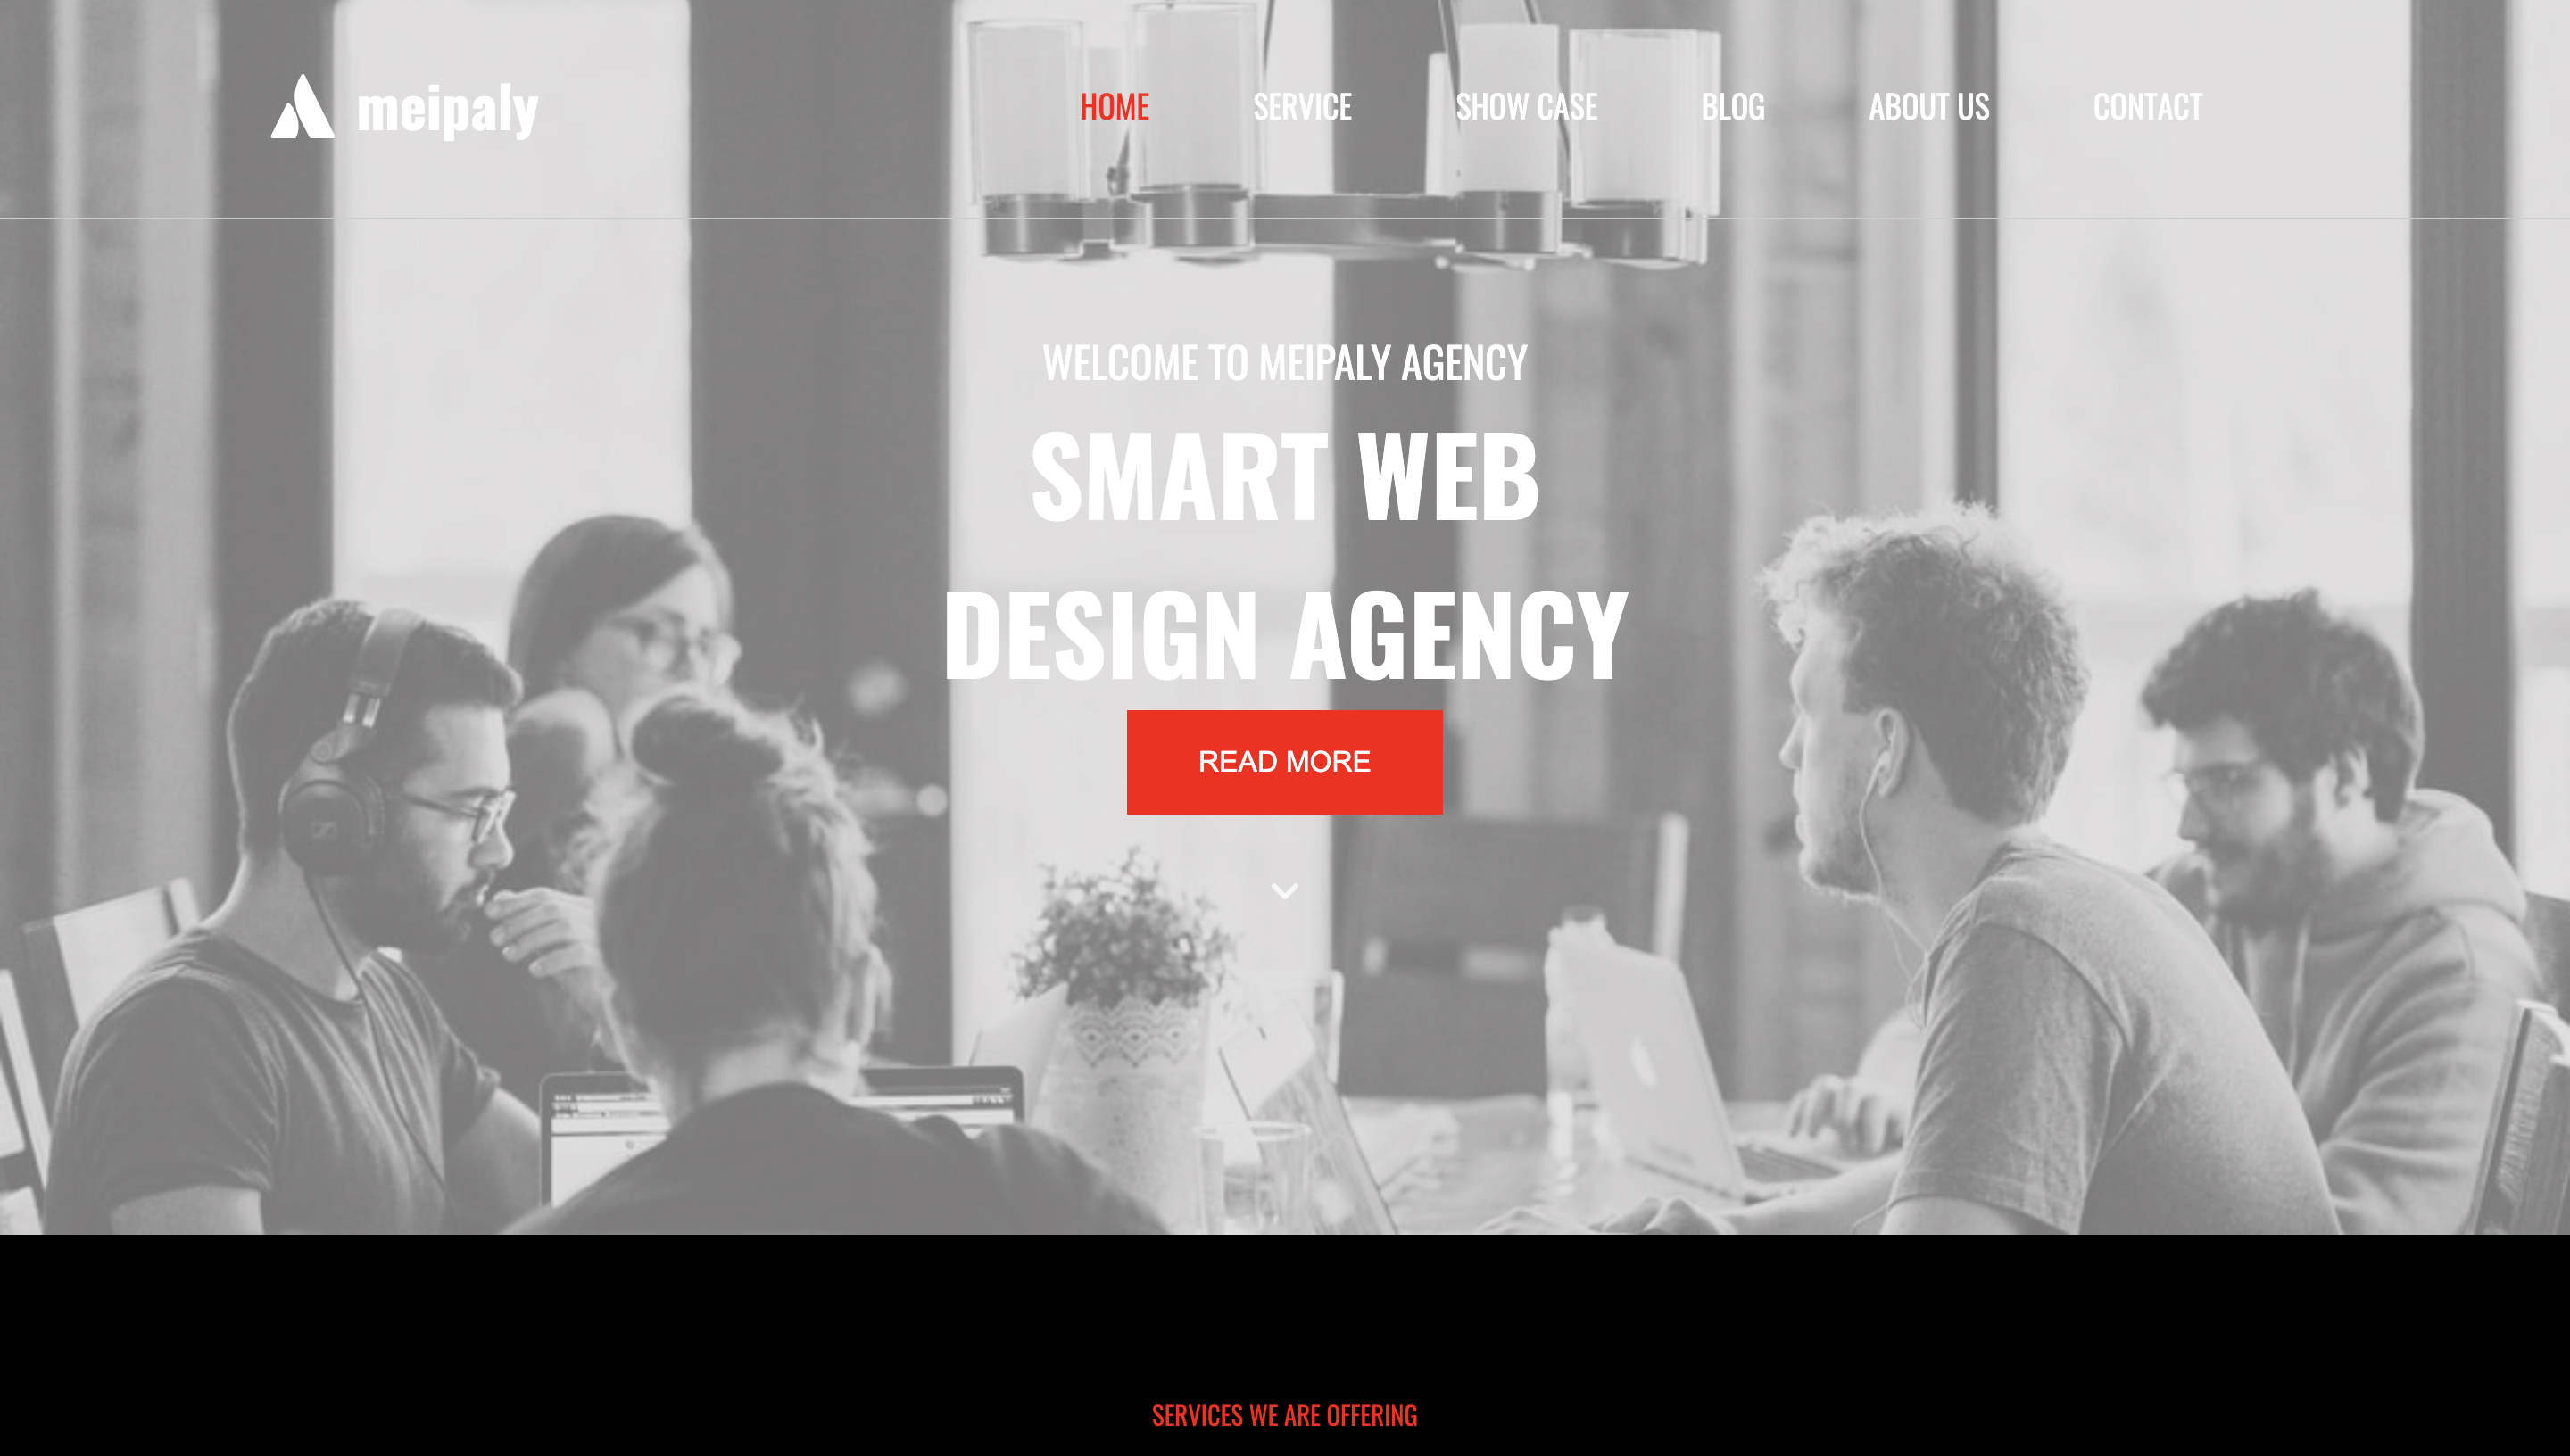 meipaly
HOME SERVICE SHOW CASE BLOG ABOUT US CONTACT
WELCOME TO MEIPALY AGENCY
SMART WEB
DESIGN AGENCY
READ MORE
SERVICES WE ARE OFFERING